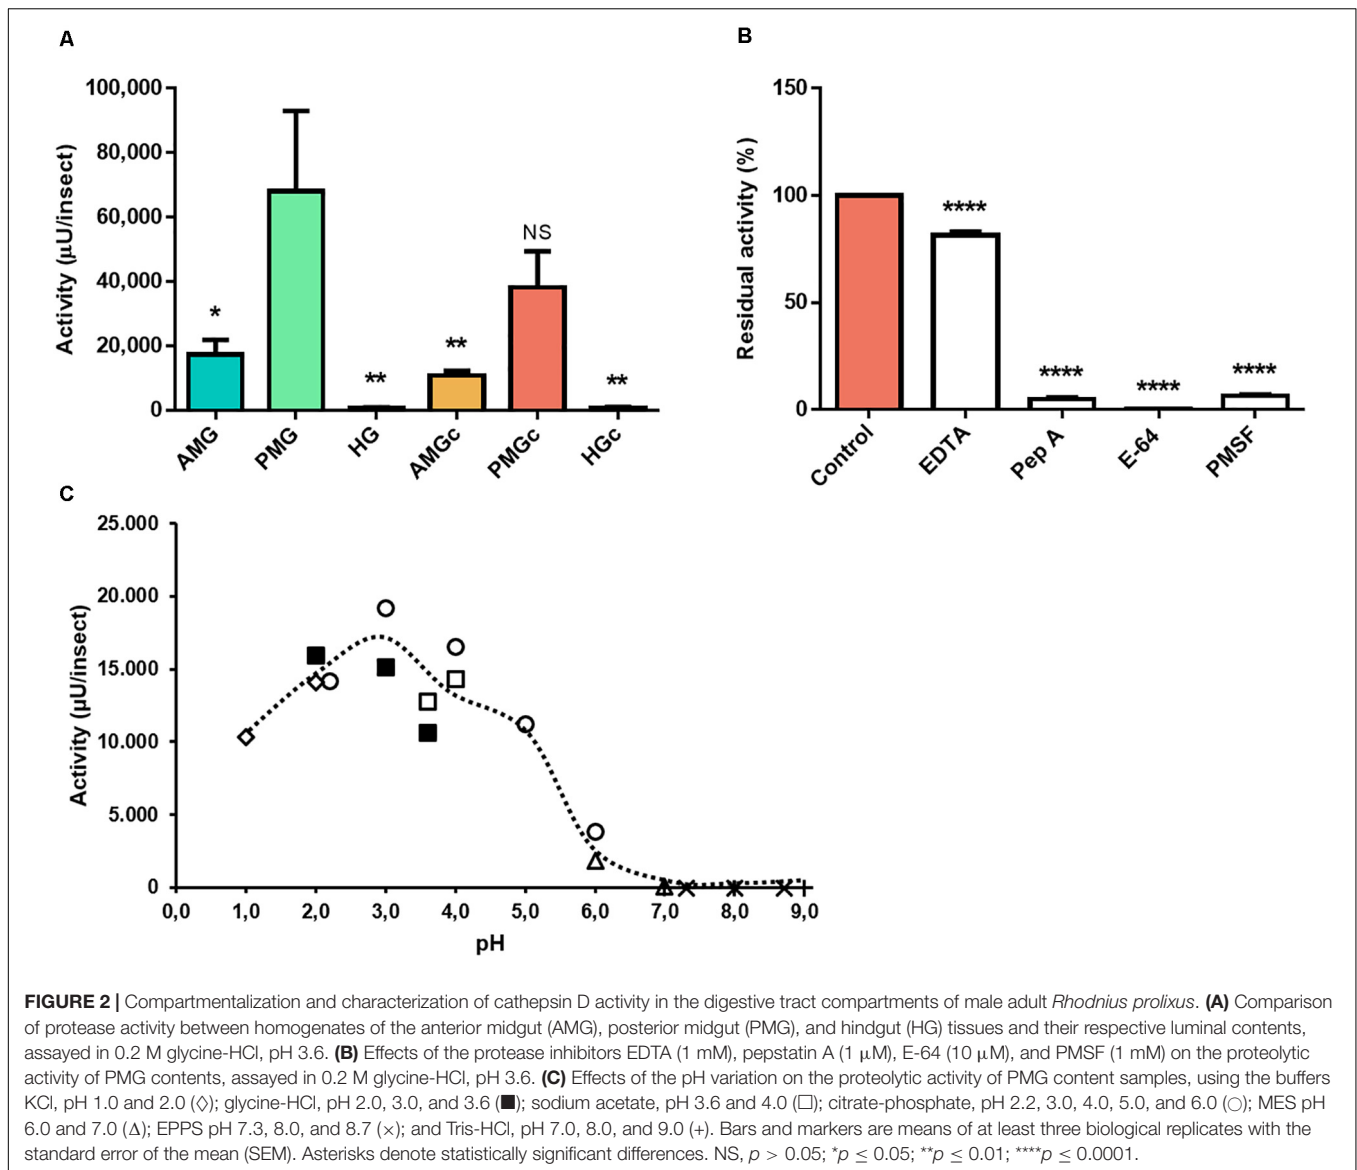 A
B
100,000
80,000
60,000
40,000
20,000
0
Activity (µU/insect)
*
**
**
NS
**
AMG
PMG
HG
AMGc
PMGc
HGc
150
100
50
0
Residual activity (%)
****
****
****
****
Control
EDTA
Pep A
E-64
PMSF
C
25.000
20.000
15.000
10.000
5.000
0
Activity (µU/insect)
0,0 1,0 2,0 3,0 4,0 5,0 6,0 7,0 8,0 9,0
pH
FIGURE 2 | Compartmentalization and characterization of cathepsin D activity in the digestive tract compartments of male adult Rhodnius prolixus. (A) Comparison
of protease activity between homogenates of the anterior midgut (AMG), posterior midgut (PMG), and hindgut (HG) tissues and their respective luminal contents,
assayed in 0.2 M glycine-HCl, pH 3.6. (B) Effects of the protease inhibitors EDTA (1 mM), pepstatin A (1 µM), E-64 (10 µM), and PMSF (1 mM) on the proteolytic
activity of PMG contents, assayed in 0.2 M glycine-HCl, pH 3.6. (C) Effects of the pH variation on the proteolytic activity of PMG content samples, using the buffers
KCl, pH 1.0 and 2.0 (◊); glycine-HCl, pH 2.0, 3.0, and 3.6 (■); sodium acetate, pH 3.6 and 4.0 (□); citrate-phosphate, pH 2.2, 3.0, 4.0, 5.0, and 6.0 (○); MES pH
6.0 and 7.0 (Δ); EPPS pH 7.3, 8.0, and 8.7 (×); and Tris-HCl, pH 7.0, 8.0, and 9.0 (+). Bars and markers are means of at least three biological replicates with the
standard error of the mean (SEM). Asterisks denote statistically significant differences. NS, p > 0.05; *p ≤ 0.05; **p ≤ 0.01; ****p ≤ 0.0001.